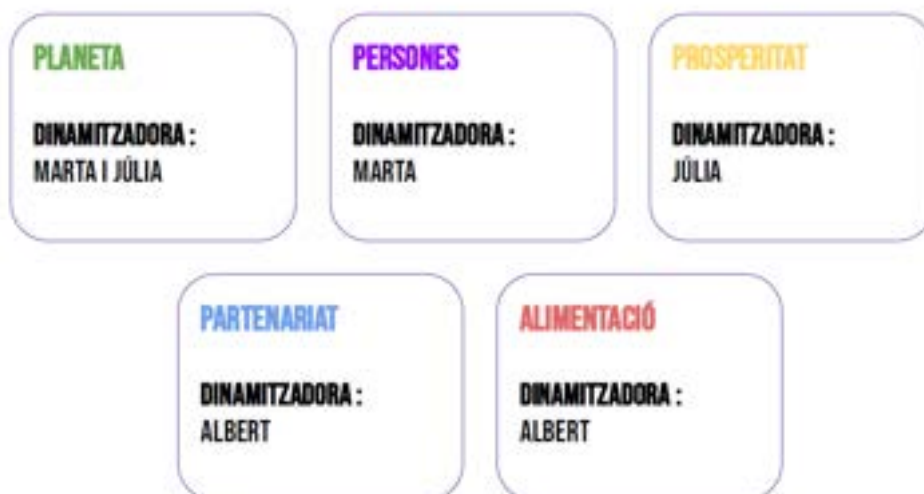 PLANETA
DINAMITZADORA :
MARTA I JÚLIA
PERSONES
DINAMITZADORA :
MARTA
PROSPERITAT
DINAMITZADORA :
JÚLIA
PARTENARIAT
DINAMITZADORA :
ALBERT
ALIMENTACIÓ
DINAMITZADORA :
ALBERT